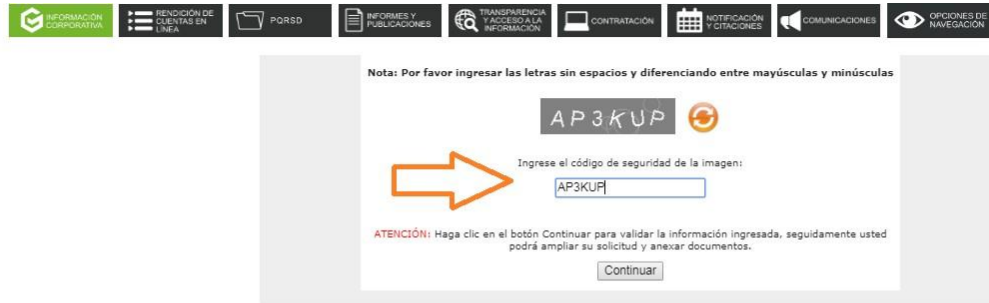 INFORMACIÓN
CORPORATIVA
RENDICIÓN DE
CUENTAS EN
LÍNEA
PQRSD
INFORMES Y
PUBLICACIONES
TRANSPARENCIA
Y ACCESO A LA
INFORMACIÓN
CONTRATACIÓN
NOTIFICACIÓN
Y CITACIONES
COMUNICACIONES
OPCIONES DE
NAVEGACIÓN
Nota: Por favor ingresar las letras sin espacios y diferenciando entre mayúsculas y minúsculas
AP3KUP
Ingrese el código de seguridad de la imagen:
AP3KUP
ATENCIÓN: Haga clic en el botón Continuar para validar la información ingresada, seguidamente usted
podrá ampliar su solicitud y anexar documentos.
Continuar